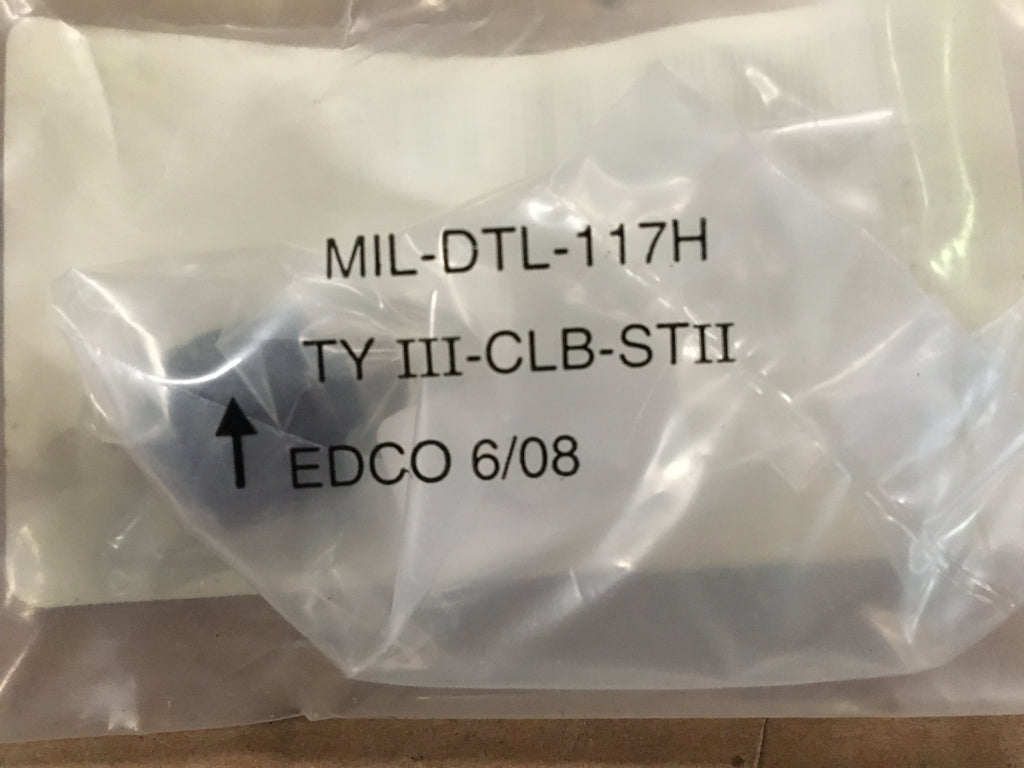 MIL-DTL-117H
TY III-CLB-STII
EDCO 6/08